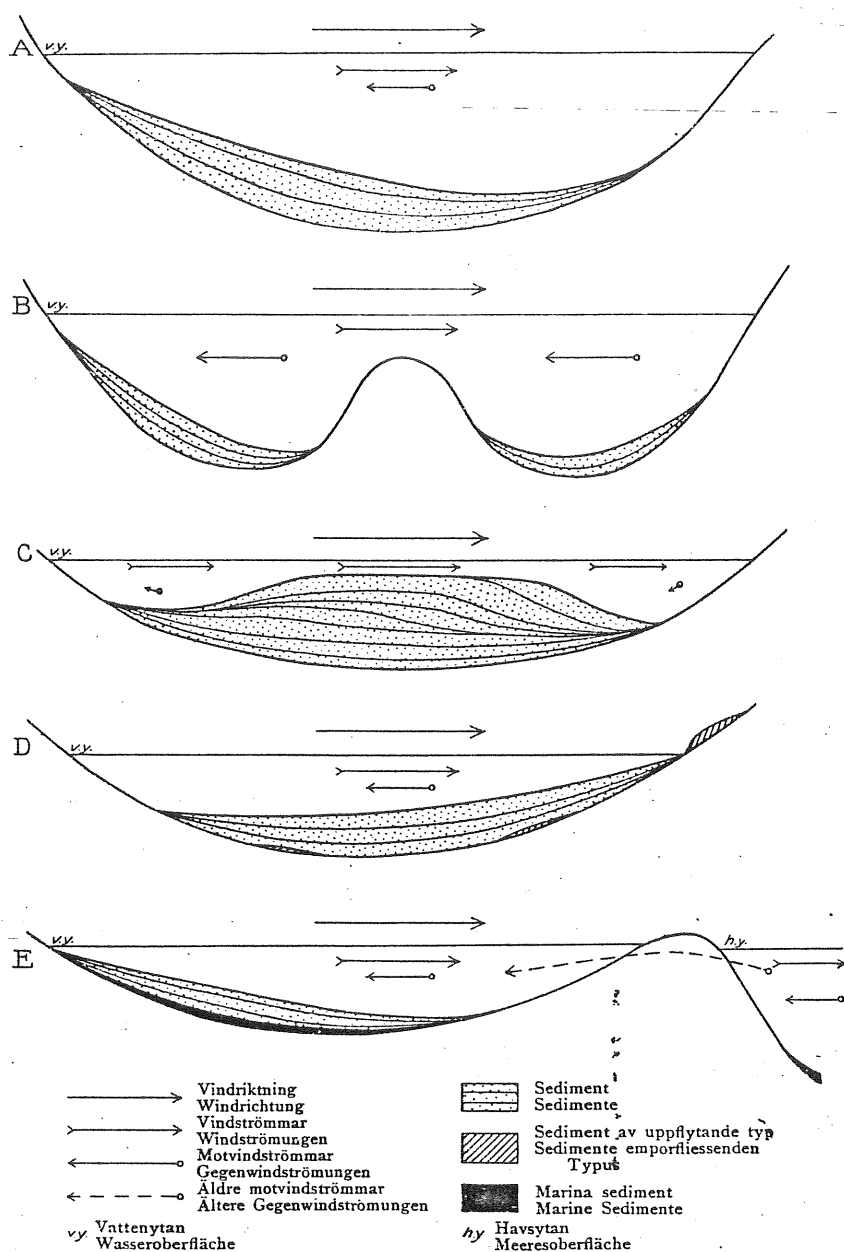 A
v.y.
B
v.y.
C
v.y.
D
v.y.
E
v.y.
h.y.
Vindriktning
Windrichtung
Vindströmmar
Windströmungen
Motvindströmmar
Gegenwindströmungen
Äldre motvindströmmar
Ältere Gegenwindströmungen
v.y. Vattenytan
Wasseroberfläche
Sediment
Sedimente
Sediment av uppflytande typ
Sedimente emporfliessenden
Typus
Marina sediment
Marine Sedimente
h.y. Havsytan
Meeresoberfläche